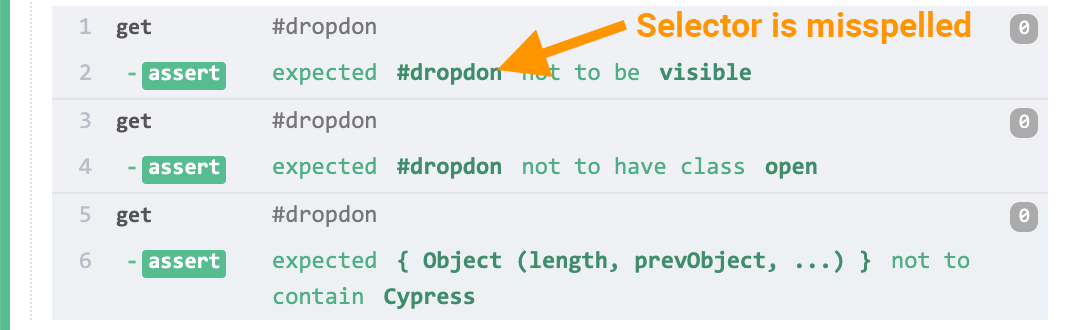 1 get #dropdon Selector is misspelled 0
2 - assert expected #dropdon not to be visible
3 get #dropdon 0
4 - assert expected #dropdon not to have class open
5 get #dropdon 0
6 - assert expected { Object (length, prevObject, ...) } not to
contain Cypress